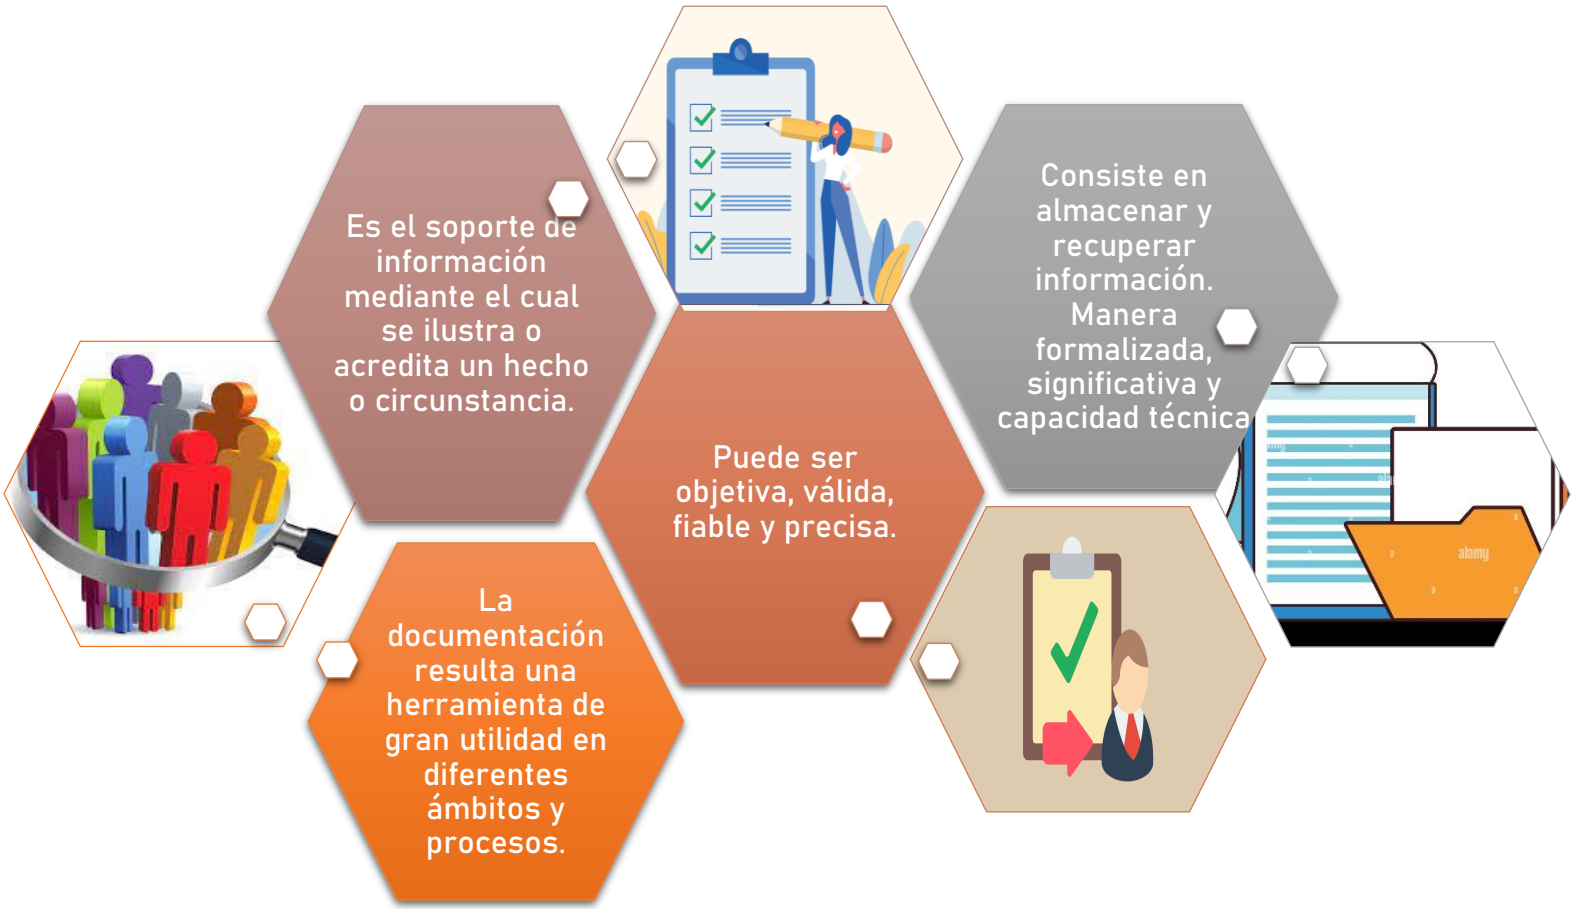 Es el soporte de
información
mediante el cual
se ilustra o
acredita un hecho
o circunstancia.
Consiste en
almacenar y
recuperar
información.
Manera
formalizada,
significativa y
capacidad técnica
Puede ser
objetiva, válida,
fiable y precisa.
La
documentación
resulta una
herramienta de
gran utilidad en
diferentes
ámbitos y
procesos.
alamy